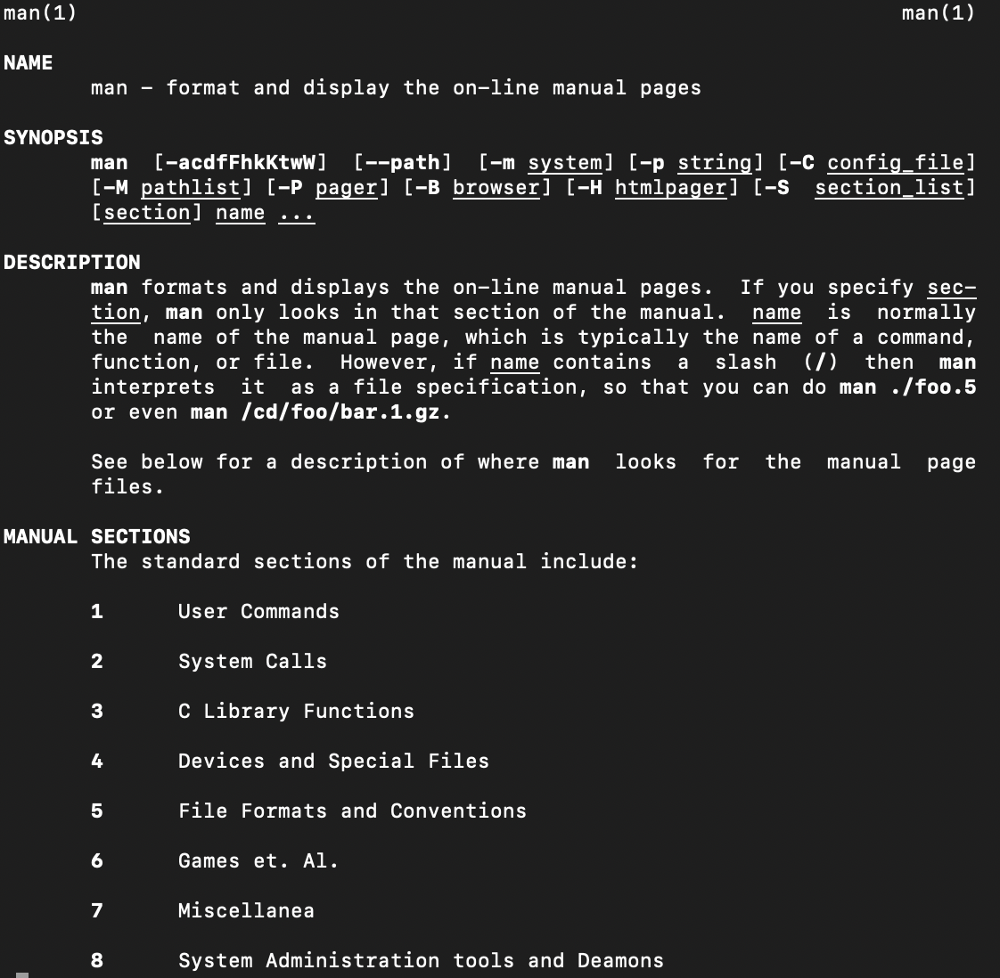 man(1) man(1)
NAME
man - format and display the on-line manual pages
SYNOPSIS
man [-acdfFhkKtwW] [--path] [-m system] [-p string] [-C config_file]
[-M pathlist] [-P pager] [-B browser] [-H htmlpager] [-S section_list]
[section] name ...
DESCRIPTION
man formats and displays the on-line manual pages. If you specify sec-
tion, man only looks in that section of the manual. name is normally
the name of the manual page, which is typically the name of a command,
function, or file. However, if name contains a slash (/) then man
interprets it as a file specification, so that you can do man ./foo.5
or even man /cd/foo/bar.1.gz.
See below for a description of where man looks for the manual page
files.
MANUAL SECTIONS
The standard sections of the manual include:
1 User Commands
2 System Calls
3 C Library Functions
4 Devices and Special Files
5 File Formats and Conventions
6 Games et. Al.
7 Miscellanea
8 System Administration tools and Deamons